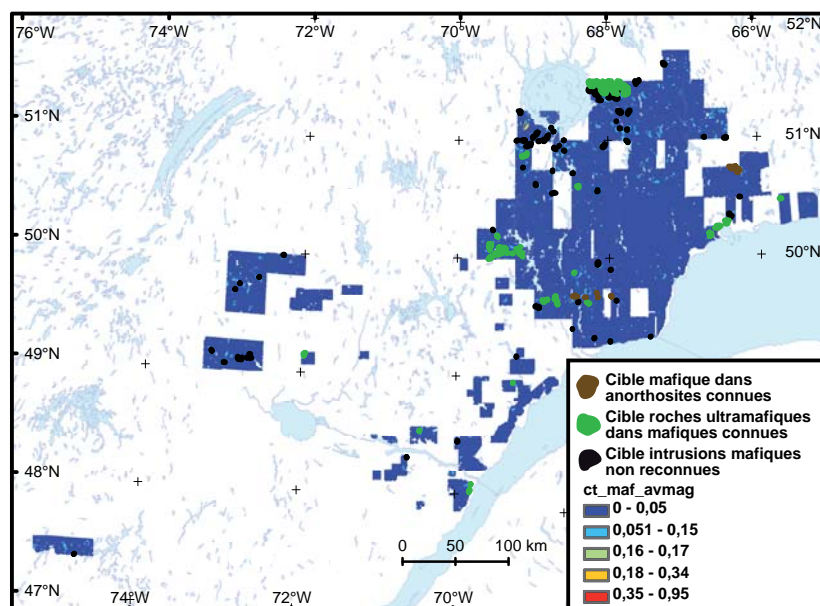 76°W
72°W
70°W
68°W
66°W
52°N
51°N
51°N
50°N
50°N
49°N
48°N
47°N
74°W
72°W
70°W
0 50 100 km
Cible mafique dans
anorthosites connues
Cible roches ultramafiques
dans mafiques connues
Cible intrusions mafiques
non reconnues
ct_maf_avmag
0 - 0,05
0,051 - 0,15
0,16 - 0,17
0,18 - 0,34
0,35 - 0,95